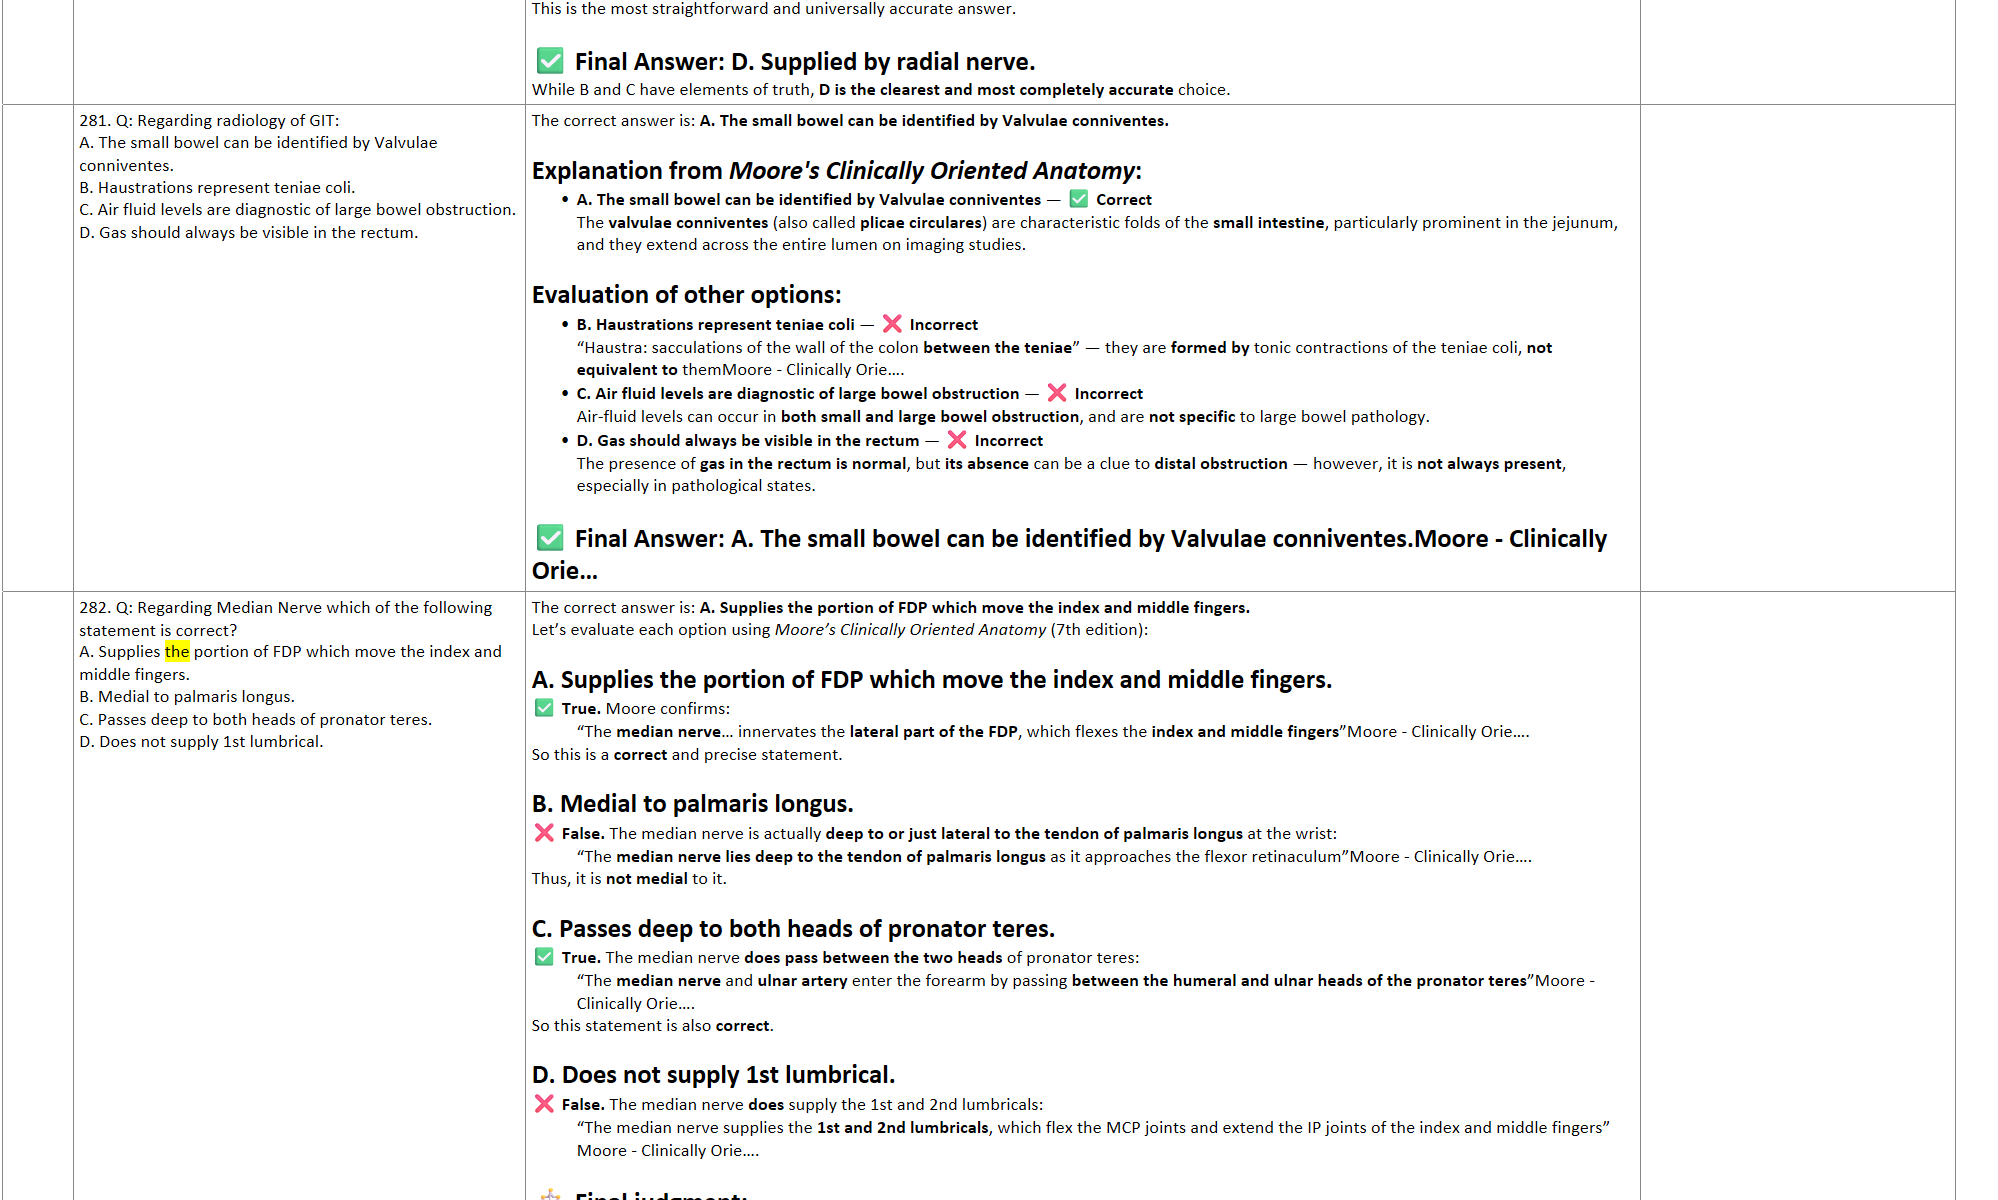 This is the most straightforward and universally accurate answer.
✅ Final Answer: D. Supplied by radial nerve.
While B and C have elements of truth, D is the clearest and most completely accurate choice.
281. Q: Regarding radiology of GIT:
A. The small bowel can be identified by Valvulae
conniventes.
B. Haustrations represent teniae coli.
C. Air fluid levels are diagnostic of large bowel obstruction.
D. Gas should always be visible in the rectum.
The correct answer is: A. The small bowel can be identified by Valvulae conniventes.
Explanation from Moore's Clinically Oriented Anatomy:
• A. The small bowel can be identified by Valvulae conniventes — ✅ Correct
The valvulae conniventes (also called plicae circulares) are characteristic folds of the small intestine, particularly prominent in the jejunum,
and they extend across the entire lumen on imaging studies.
Evaluation of other options:
• B. Haustrations represent teniae coli — ❌ Incorrect
“Haustra: sacculations of the wall of the colon between the teniae” — they are formed by tonic contractions of the teniae coli, not
equivalent to themMoore - Clinically Orie….
• C. Air fluid levels are diagnostic of large bowel obstruction — ❌ Incorrect
Air-fluid levels can occur in both small and large bowel obstruction, and are not specific to large bowel pathology.
• D. Gas should always be visible in the rectum — ❌ Incorrect
The presence of gas in the rectum is normal, but its absence can be a clue to distal obstruction — however, it is not always present,
especially in pathological states.
✅ Final Answer: A. The small bowel can be identified by Valvulae conniventes.Moore - Clinically
Orie…
282. Q: Regarding Median Nerve which of the following
statement is correct?
A. Supplies the portion of FDP which move the index and
middle fingers.
B. Medial to palmaris longus.
C. Passes deep to both heads of pronator teres.
D. Does not supply 1st lumbrical.
The correct answer is: A. Supplies the portion of FDP which move the index and middle fingers.
Let’s evaluate each option using Moore’s Clinically Oriented Anatomy (7th edition):
A. Supplies the portion of FDP which move the index and middle fingers.
✅ True. Moore confirms:
“The median nerve… innervates the lateral part of the FDP, which flexes the index and middle fingers”Moore - Clinically Orie….
So this is a correct and precise statement.
B. Medial to palmaris longus.
❌ False. The median nerve is actually deep to or just lateral to the tendon of palmaris longus at the wrist:
“The median nerve lies deep to the tendon of palmaris longus as it approaches the flexor retinaculum”Moore - Clinically Orie….
Thus, it is not medial to it.
C. Passes deep to both heads of pronator teres.
✅ True. The median nerve does pass between the two heads of pronator teres:
“The median nerve and ulnar artery enter the forearm by passing between the humeral and ulnar heads of the pronator teres”Moore -
Clinically Orie….
So this statement is also correct.
D. Does not supply 1st lumbrical.
❌ False. The median nerve does supply the 1st and 2nd lumbricals:
“The median nerve supplies the 1st and 2nd lumbricals, which flex the MCP joints and extend the IP joints of the index and middle fingers”
Moore - Clinically Orie….
Final judgment: